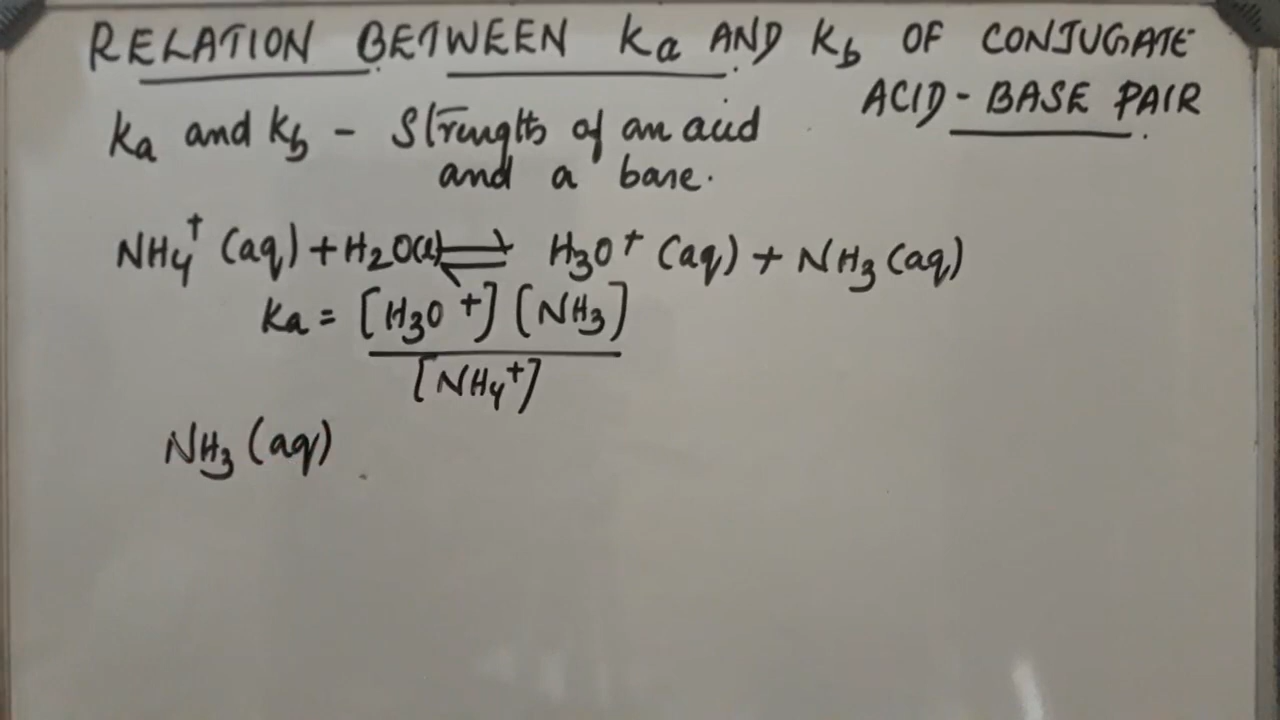 RELATION BETWEEN Ka AND Kb OF CONJUGATE
ACID-BASE PAIR
Ka and Kb - Strength of an acid
and a base.
NH4+ (aq) + H2O(l) ⇌ H3O+ (aq) + NH3 (aq)
Ka = [H3O+] [NH3]
[NH4+]
NH3 (aq)